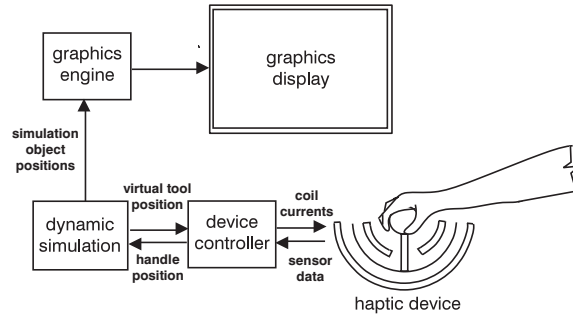 graphics
engine
graphics
display
simulation
object
positions
virtual tool
position
coil
currents
dynamic
simulation
device
controller
handle
position
sensor
data
haptic device